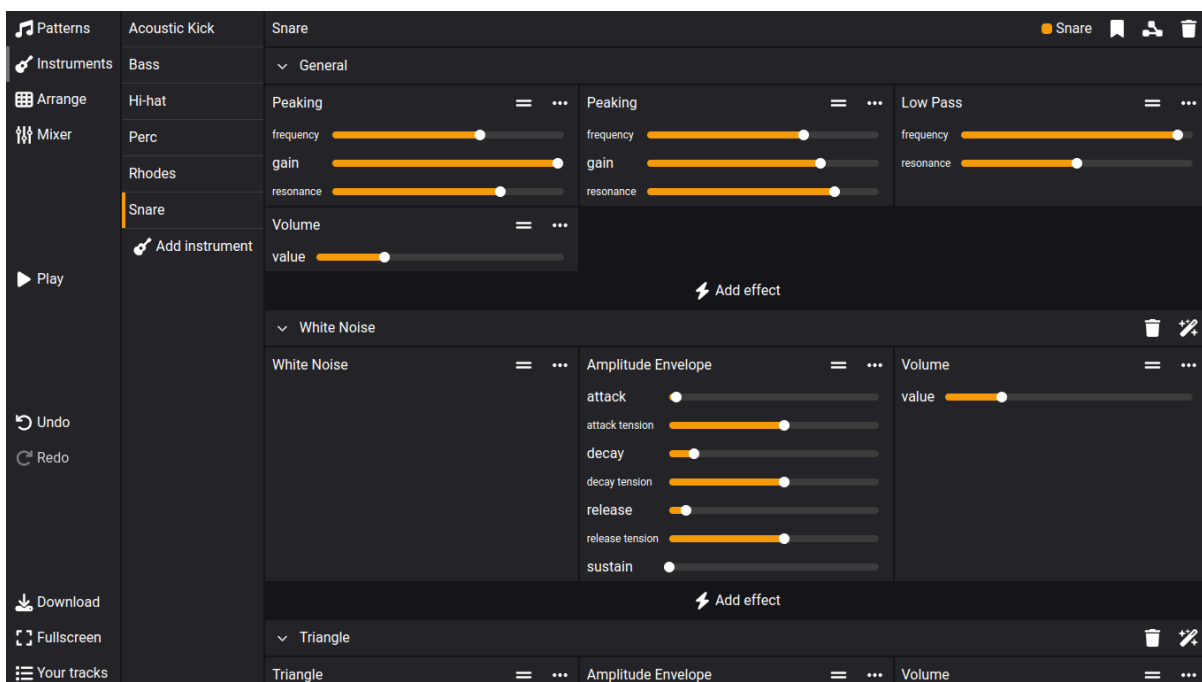 Patterns
Instruments
Arrange
Mixer
Play
Undo
Redo
Download
Fullscreen
Your tracks
Acoustic Kick
Bass
Hi-hat
Perc
Rhodes
Snare
Add instrument
Snare
Snare
General
Peaking
frequency
gain
resonance
Peaking
frequency
gain
resonance
Low Pass
frequency
resonance
Volume
value
Add effect
White Noise
White Noise
Amplitude Envelope
attack
attack tension
decay
decay tension
release
release tension
sustain
Volume
value
Add effect
Triangle
Triangle
Amplitude Envelope
Volume